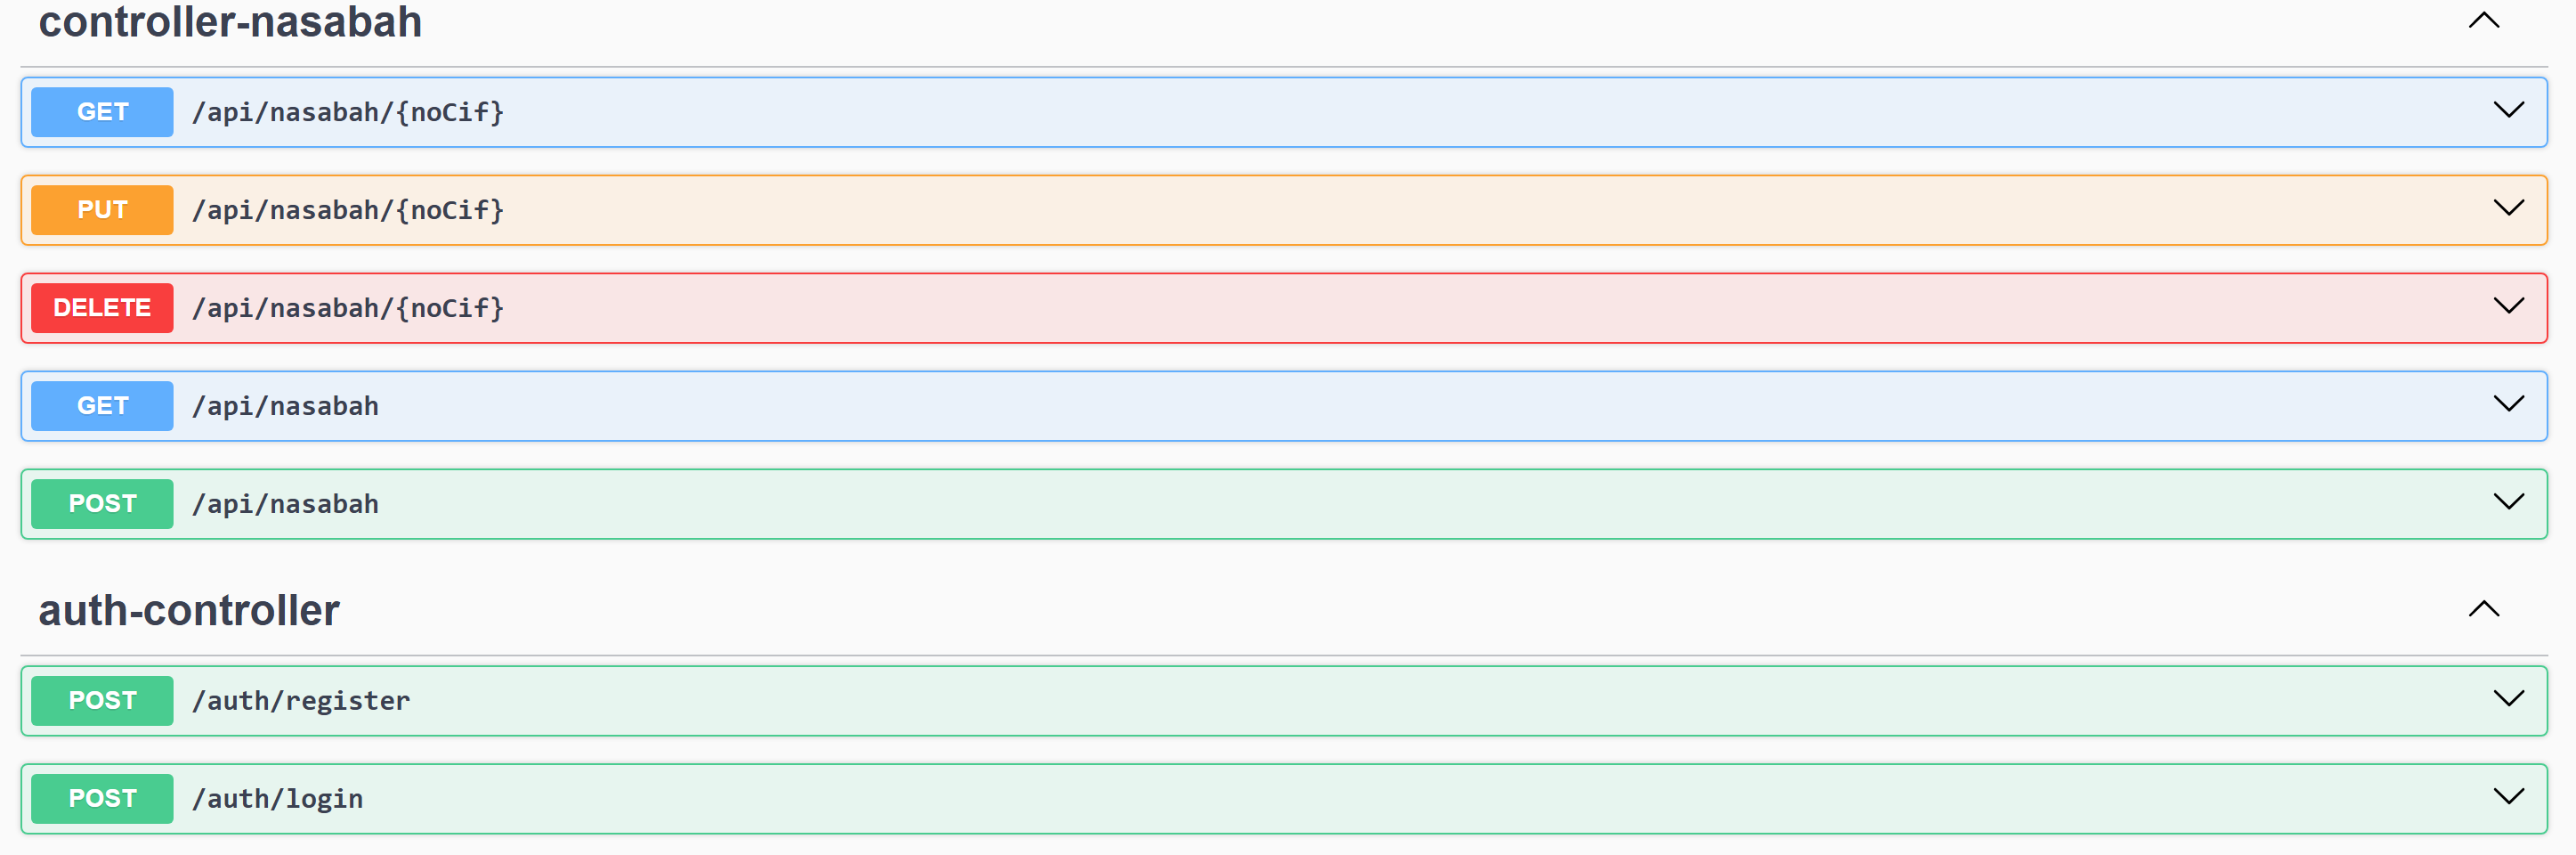 controller-nasabah
GET /api/nasabah/{noCif}
PUT /api/nasabah/{noCif}
DELETE /api/nasabah/{noCif}
GET /api/nasabah
POST /api/nasabah
auth-controller
POST /auth/register
POST /auth/login